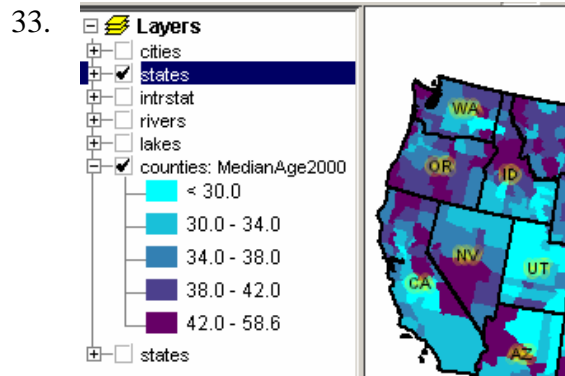 33.
Layers
cities
states
intrstat
rivers
lakes
counties: MedianAge2000
< 30.0
30.0 - 34.0
34.0 - 38.0
38.0 - 42.0
42.0 - 58.6
states
WA
OR
ID
NV
UT
CA
AZ